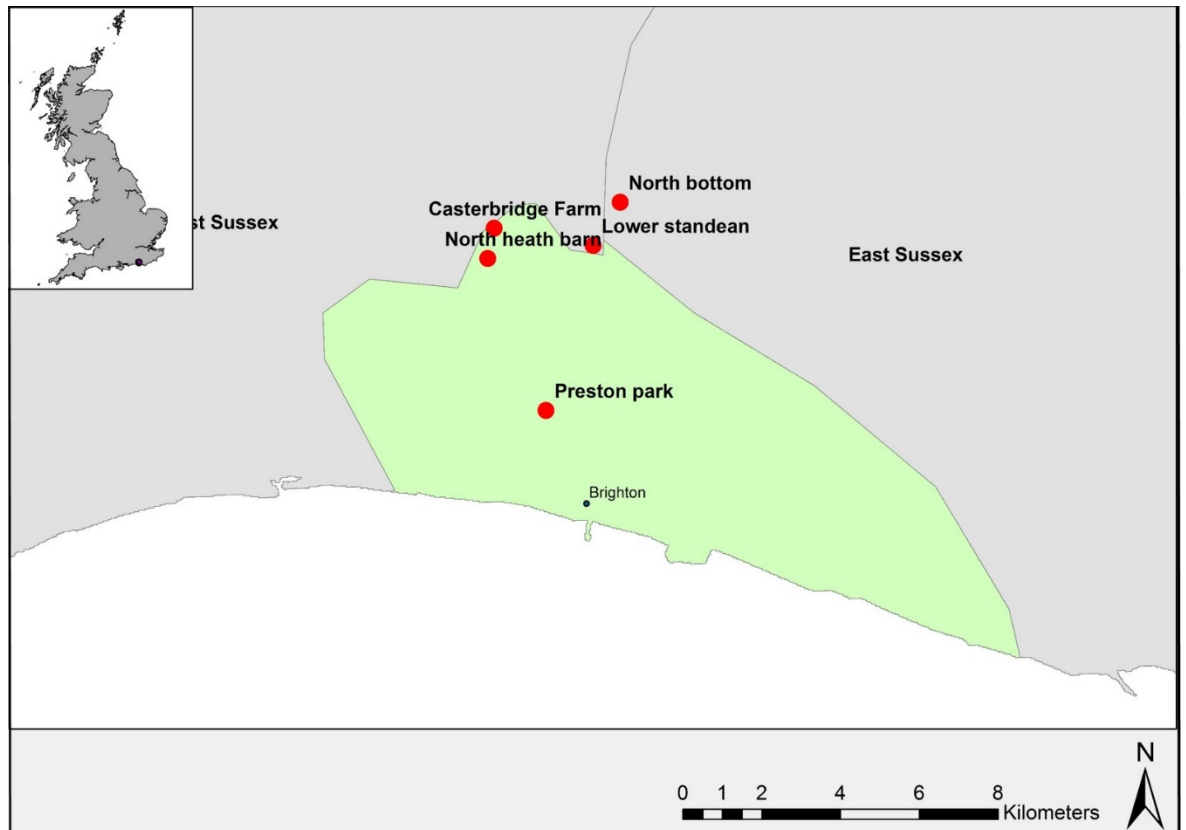 North bottom
Casterbridge Farm
Lower standean
st Sussex
North heath barn
East Sussex
Preston park
Brighton
N
0 1 2 4 6 8
Kilometers